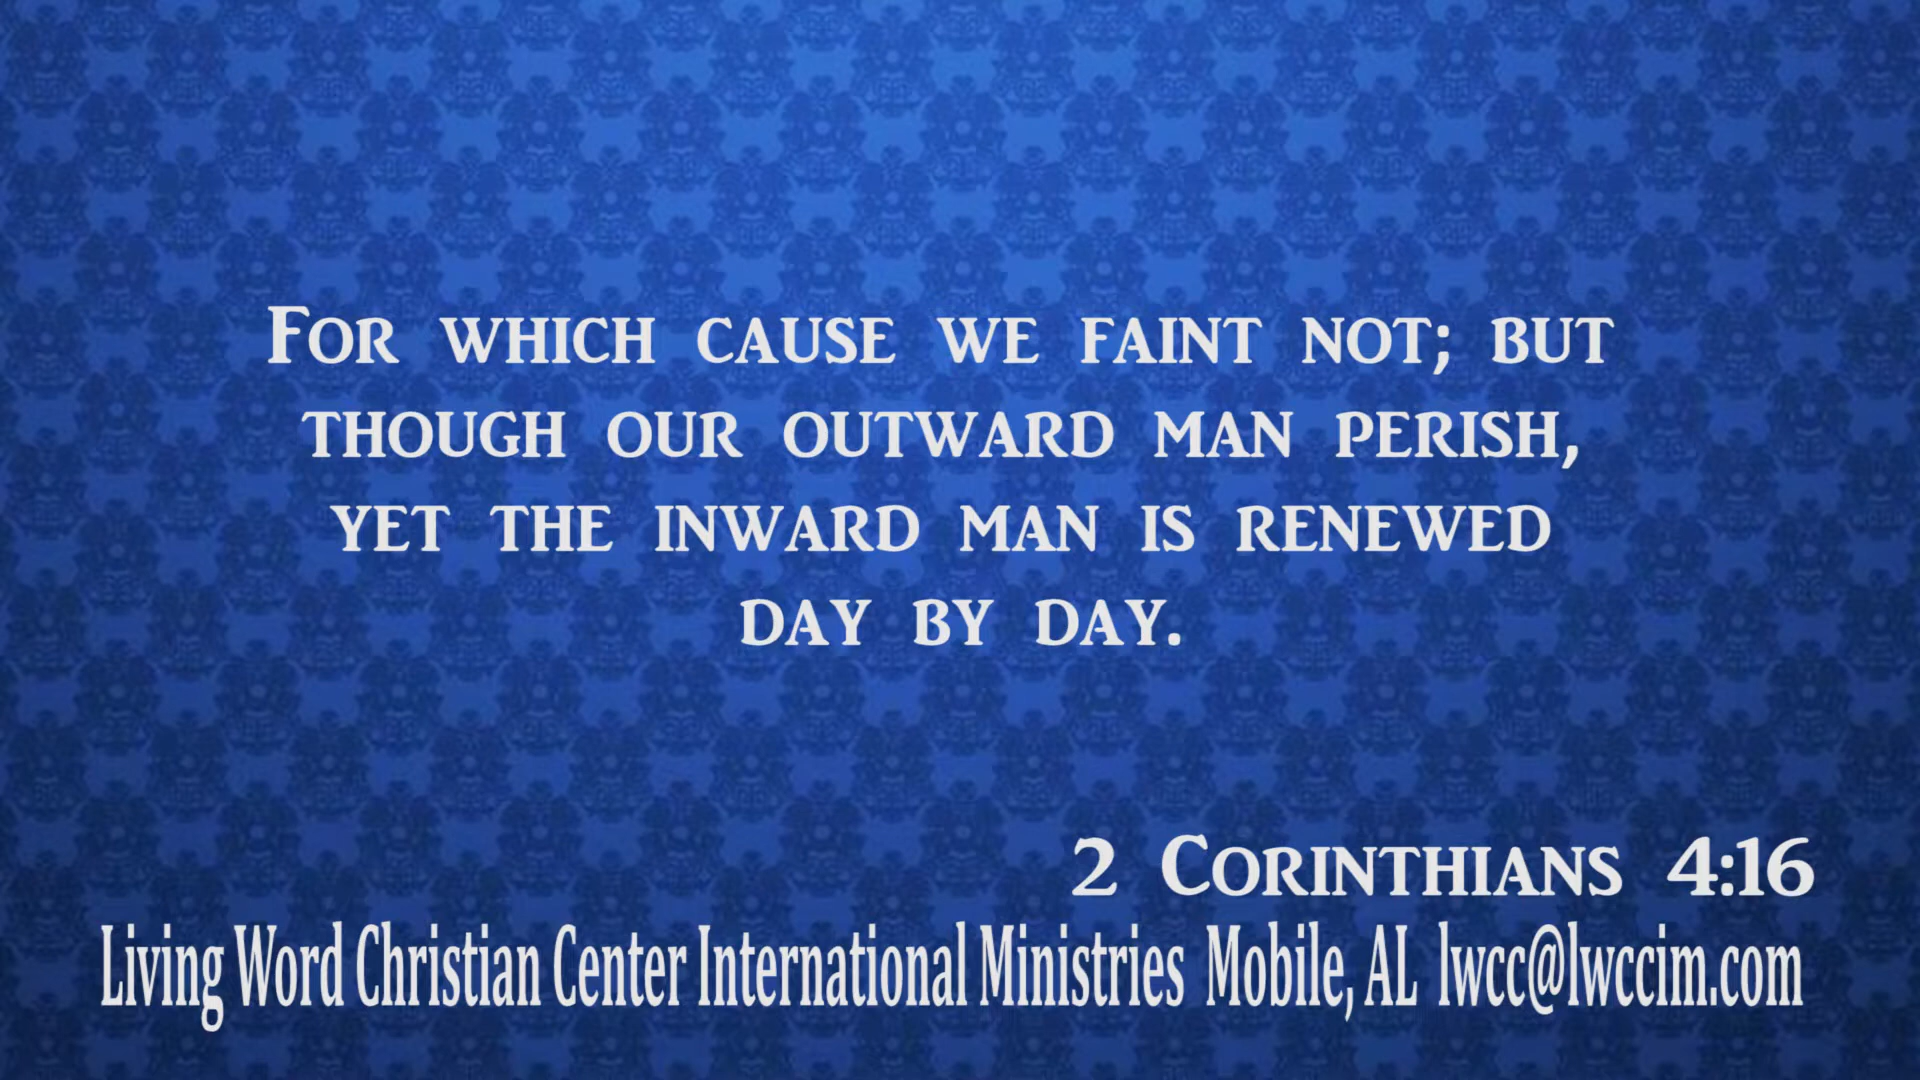 For which cause we faint not; but
though our outward man perish,
yet the inward man is renewed
day by day.
2 Corinthians 4:16
Living Word Christian Center International Ministries Mobile, AL lwcc@lwccim.com